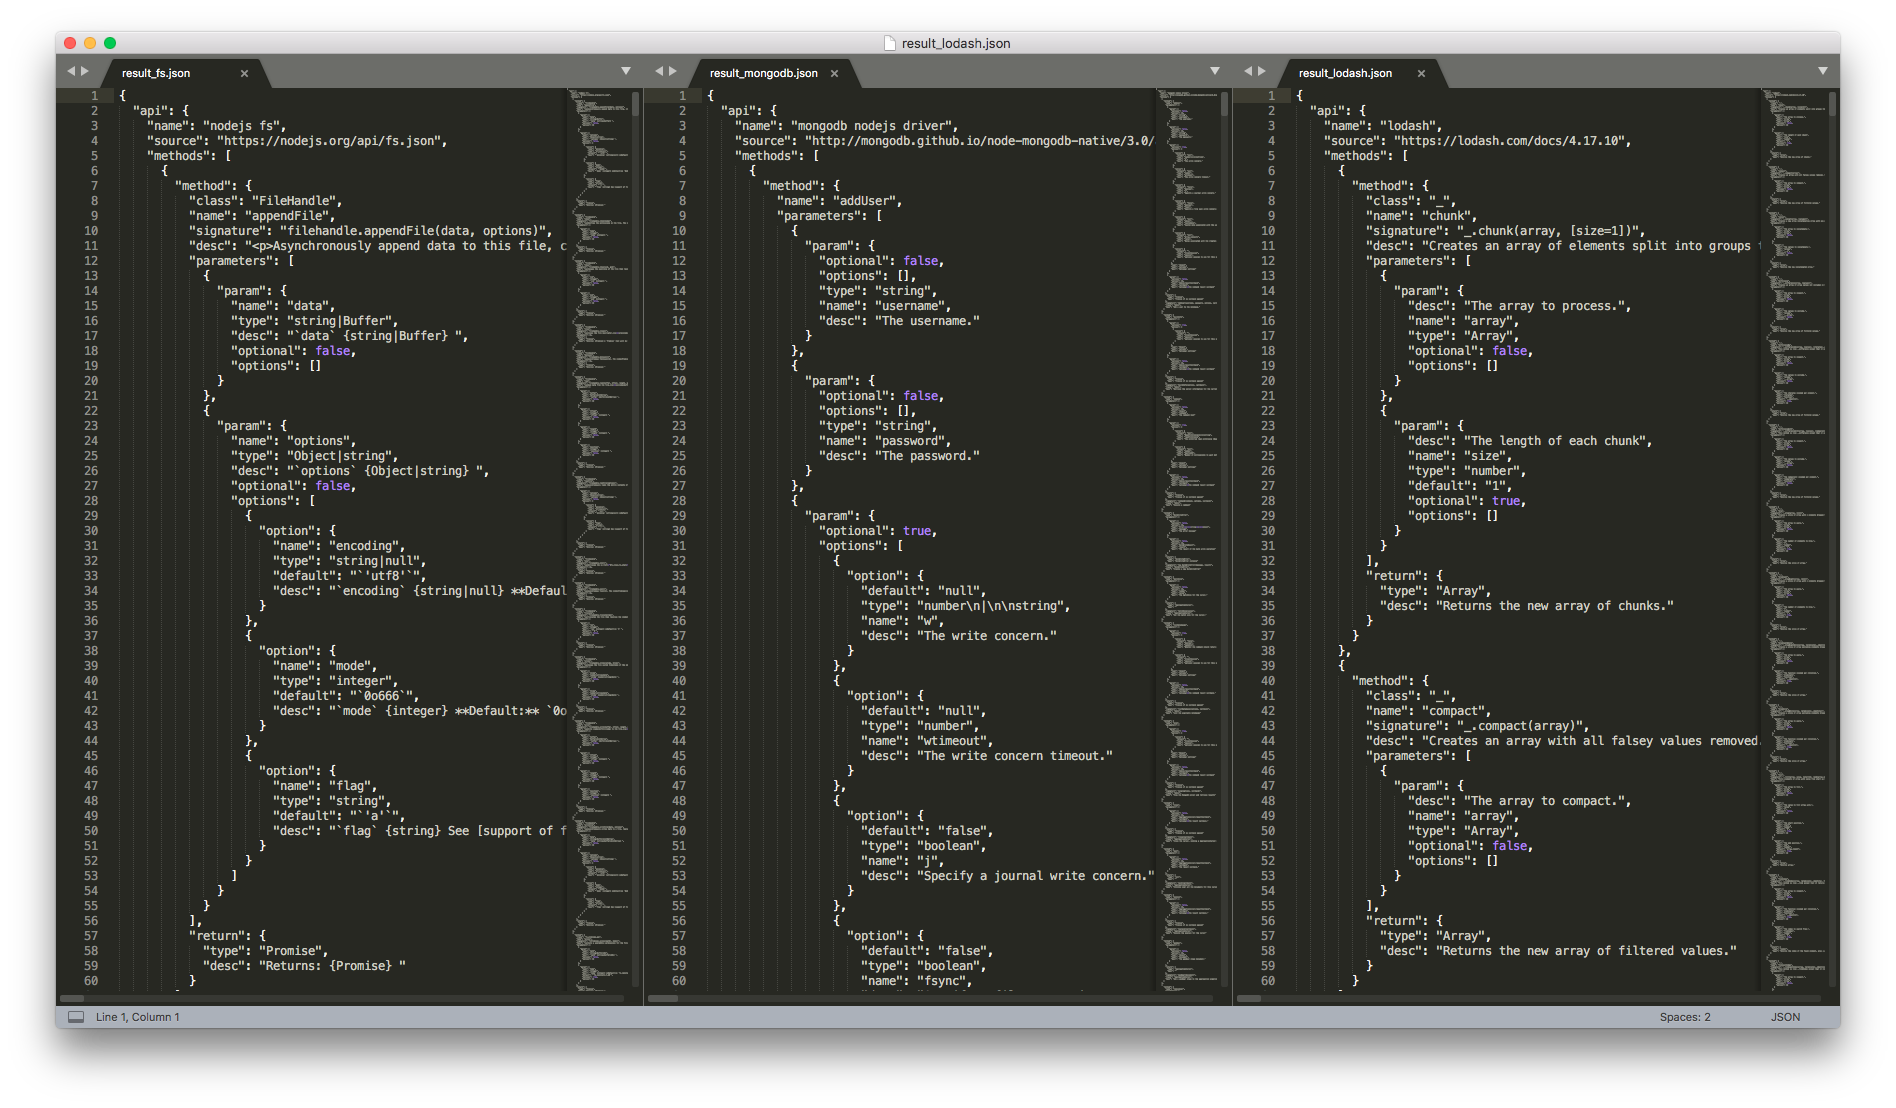 result_lodash.json
result_fs.json
1 {
2 "api": {
3 "name": "nodejs fs",
4 "source": "https://nodejs.org/api/fs.json",
5 "methods": [
6 {
7 "method": {
8 "class": "FileHandle",
9 "name": "appendFile",
10 "signature": "filehandle.appendFile(data, options)",
11 "desc": "<p>Asynchronously append data to this file, c
12 "parameters": [
13 {
14 "param": {
15 "name": "data",
16 "type": "string|Buffer",
17 "desc": "`data` {string|Buffer} ",
18 "optional": false,
19 "options": []
20 }
21 },
22 {
23 "param": {
24 "name": "options",
25 "type": "Object|string",
26 "desc": "`options` {Object|string} ",
27 "optional": false,
28 "options": [
29 {
30 "option": {
31 "name": "encoding",
32 "type": "string|null",
33 "default": "`'utf8'`",
34 "desc": "`encoding` {string|null} **Defaul
35 }
36 },
37 {
38 "option": {
39 "name": "mode",
40 "type": "integer",
41 "default": "`0o666`",
42 "desc": "`mode` {integer} **Default:** `0o
43 }
44 },
45 {
46 "option": {
47 "name": "flag",
48 "type": "string",
49 "default": "`'a'`",
50 "desc": "`flag` {string} See [support of f
51 }
52 }
53 ]
54 }
55 }
56 ],
57 "return": {
58 "type": "Promise",
59 "desc": "Returns: {Promise} "
60 }
result_mongodb.json
1 {
2 "api": {
3 "name": "mongodb nodejs driver",
4 "source": "http://mongodb.github.io/node-mongodb-native/3.0/
5 "methods": [
6 {
7 "method": {
8 "name": "addUser",
9 "parameters": [
10 {
11 "param": {
12 "optional": false,
13 "options": [],
14 "type": "string",
15 "name": "username",
16 "desc": "The username."
17 }
18 },
19 {
20 "param": {
21 "optional": false,
22 "options": [],
23 "type": "string",
24 "name": "password",
25 "desc": "The password."
26 }
27 },
28 {
29 "param": {
30 "optional": true,
31 "options": [
32 {
33 "option": {
34 "default": "null",
35 "type": "number\n|\n\nstring",
36 "name": "w",
37 "desc": "The write concern."
38 }
39 },
40 {
41 "option": {
42 "default": "null",
43 "type": "number",
44 "name": "wtimeout",
45 "desc": "The write concern timeout."
46 }
47 },
48 {
49 "option": {
50 "default": "false",
51 "type": "boolean",
52 "name": "j",
53 "desc": "Specify a journal write concern."
54 }
55 },
56 {
57 "option": {
58 "default": "false",
59 "type": "boolean",
60 "name": "fsync",
result_lodash.json
1 {
2 "api": {
3 "name": "lodash",
4 "source": "https://lodash.com/docs/4.17.10",
5 "methods": [
6 {
7 "method": {
8 "class": "_",
9 "name": "chunk",
10 "signature": "_.chunk(array, [size=1])",
11 "desc": "Creates an array of elements split into groups
12 "parameters": [
13 {
14 "param": {
15 "desc": "The array to process.",
16 "name": "array",
17 "type": "Array",
18 "optional": false,
19 "options": []
20 }
21 },
22 {
23 "param": {
24 "desc": "The length of each chunk",
25 "name": "size",
26 "type": "number",
27 "default": "1",
28 "optional": true,
29 "options": []
30 }
31 }
32 ],
33 "return": {
34 "type": "Array",
35 "desc": "Returns the new array of chunks."
36 }
37 }
38 },
39 {
40 "method": {
41 "class": "_",
42 "name": "compact",
43 "signature": "_.compact(array)",
44 "desc": "Creates an array with all falsey values removed.
45 "parameters": [
46 {
47 "param": {
48 "desc": "The array to compact.",
49 "name": "array",
50 "type": "Array",
51 "optional": false,
52 "options": []
53 }
54 }
55 ],
56 "return": {
57 "type": "Array",
58 "desc": "Returns the new array of filtered values."
59 }
60 }
Line 1, Column 1
Spaces: 2
JSON